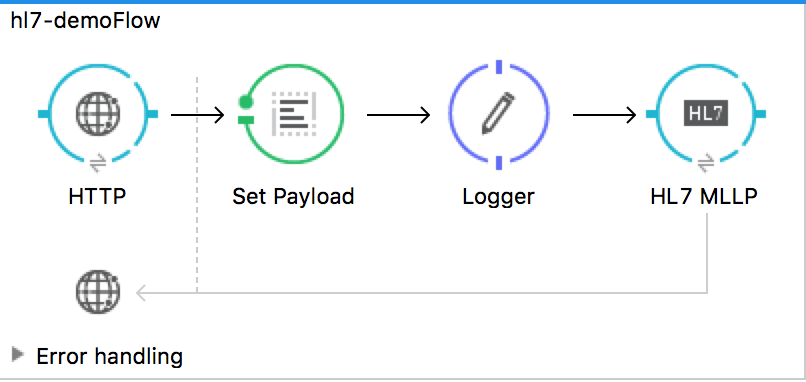 hl7-demoFlow
HL7
HTTP
Set Payload
Logger
HL7 MLLP
Error handling